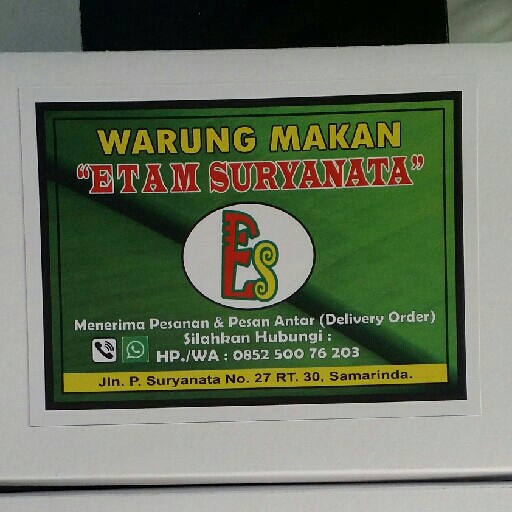 WARUNG MAKAN
"ETAM SURYANATA"
Es
Menerima Pesanan & Pesan Antar (Delivery Order)
Silahkan Hubungi :
HP./WA : 0852 500 76 203
Jln. P. Suryanata No. 27 RT. 30, Samarinda.